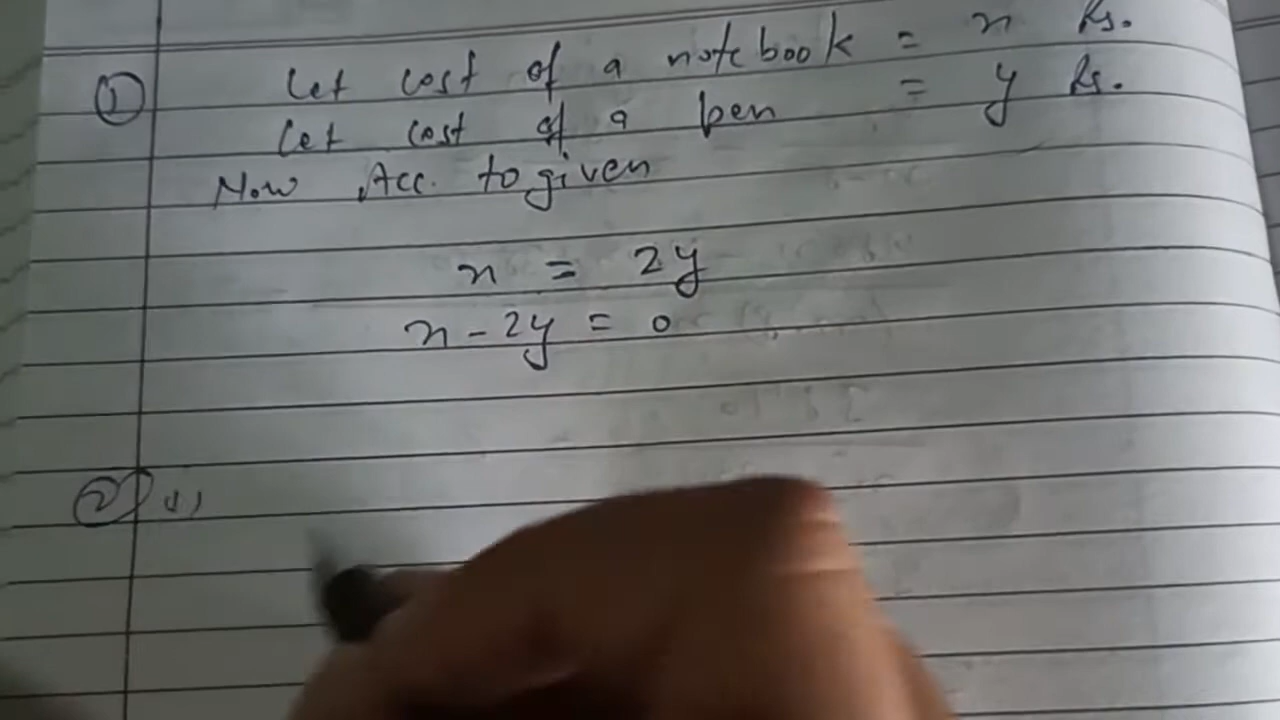 ① Let cost of a notebook = x Rs.
Let cost of a pen = y Rs.
Now Acc. to given
x = 2y
x - 2y = 0
② (i)